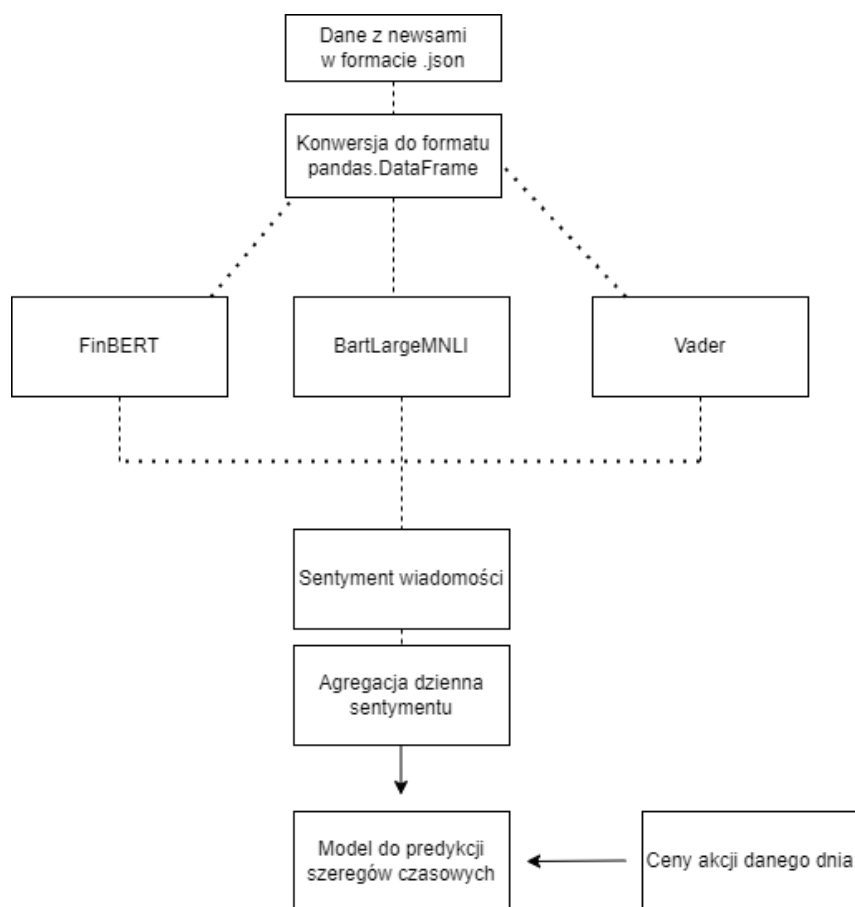 Dane z newsami
w formacie .json
Konwersja do formatu
pandas.DataFrame
FinBERT
BartLargeMNLI
Vader
Sentyment wiadomości
Agregacja dzienna
sentymentu
Model do predykcji
szeregów czasowych
Ceny akcji danego dnia